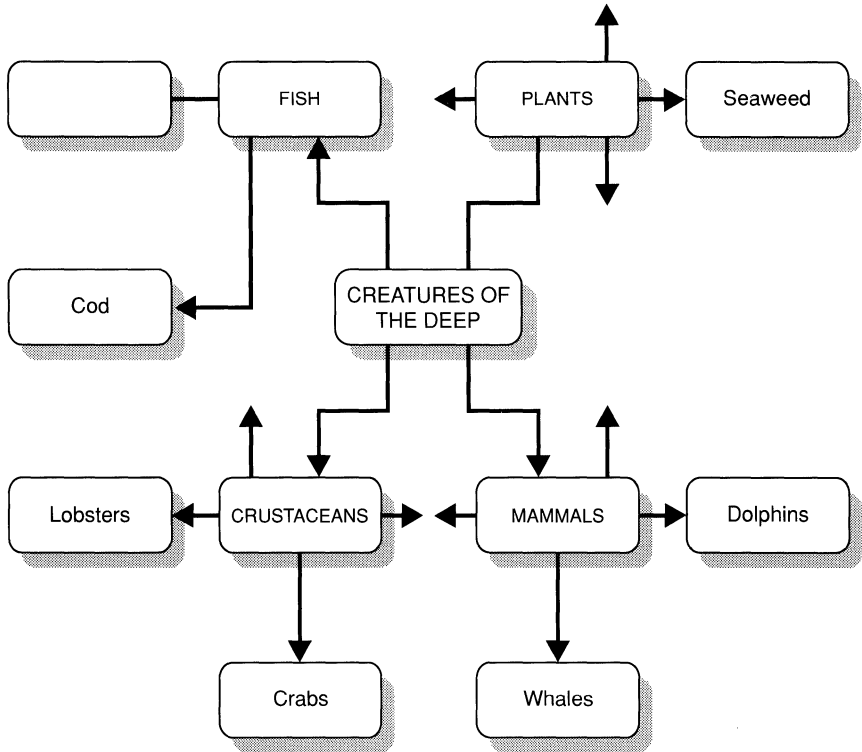 FISH
PLANTS
Seaweed
Cod
CREATURES OF
THE DEEP
Lobsters
CRUSTACEANS
MAMMALS
Dolphins
Crabs
Whales